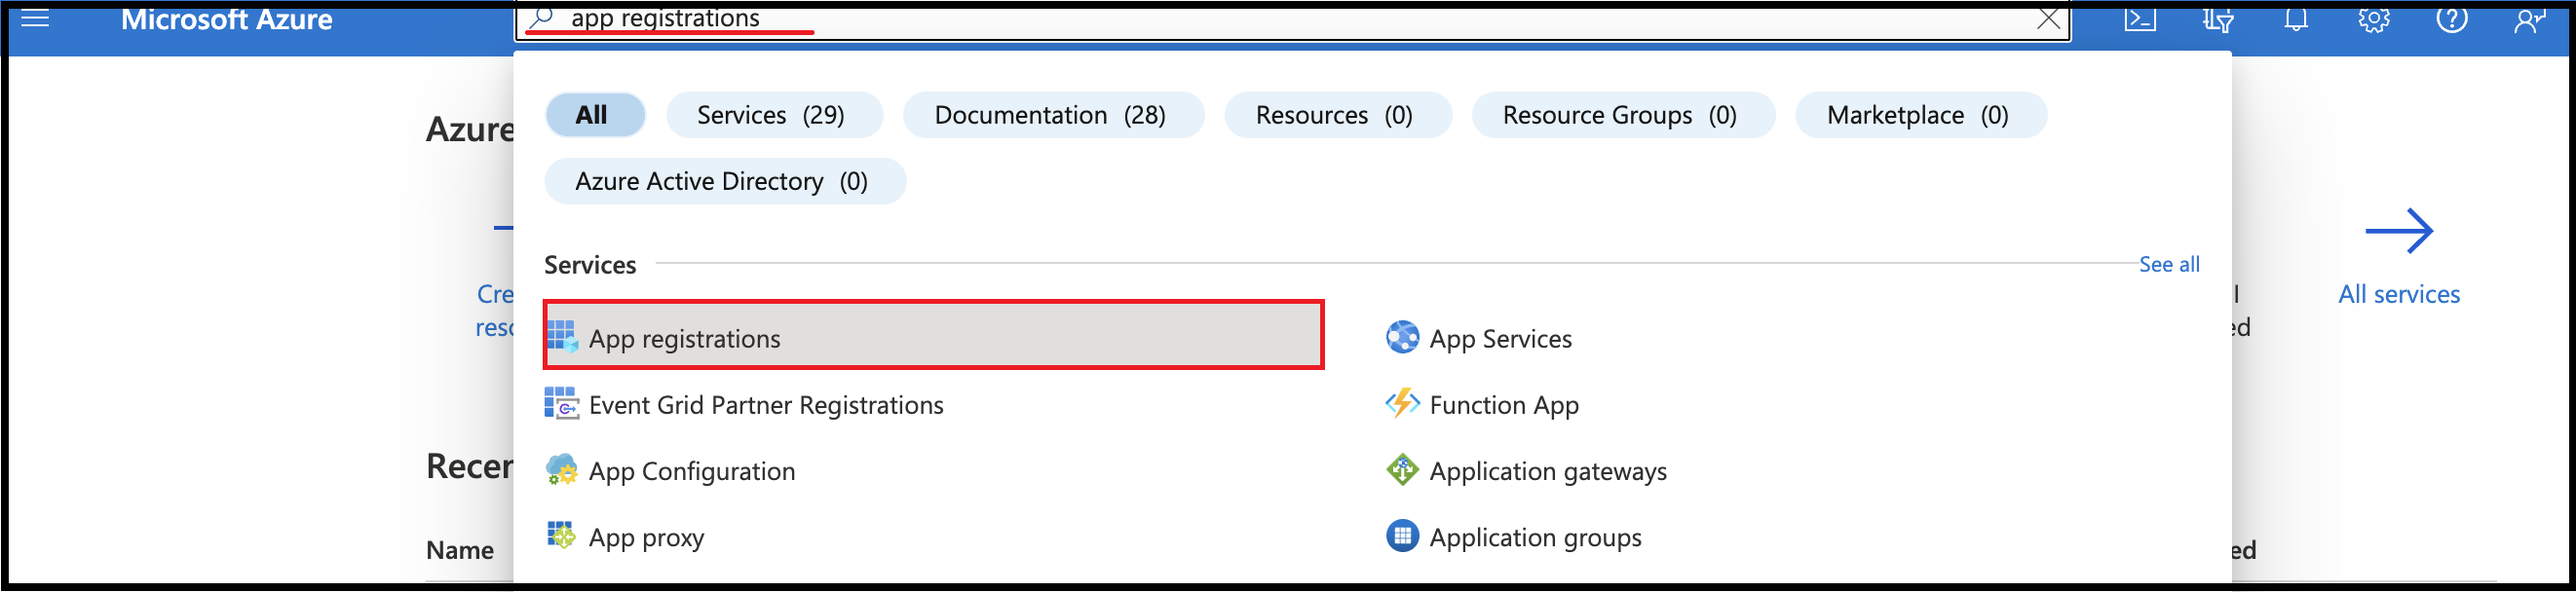 Microsoft Azure
app registrations
All
Services (29)
Documentation (28)
Resources (0)
Resource Groups (0)
Marketplace (0)
Azure Active Directory (0)
Azure
Services
See all
Cre
reso
All services
App registrations
App Services
Event Grid Partner Registrations
Function App
App Configuration
Application gateways
App proxy
Application groups
Recen
Name
ed
ed